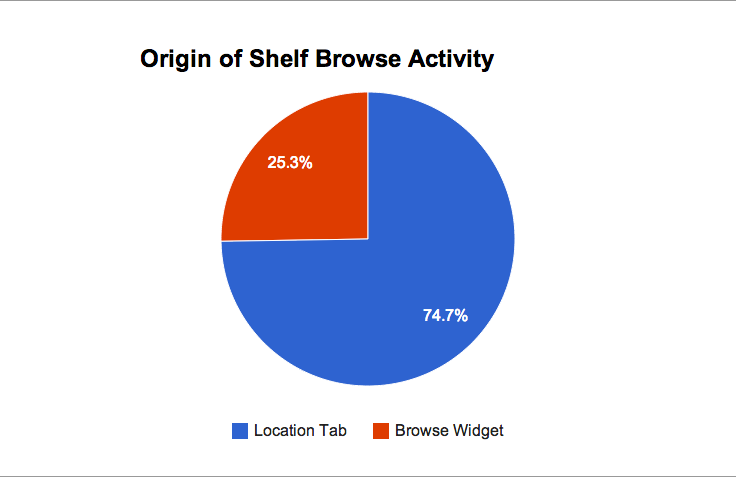 Origin of Shelf Browse Activity
25.3%
74.7%
Location Tab
Browse Widget